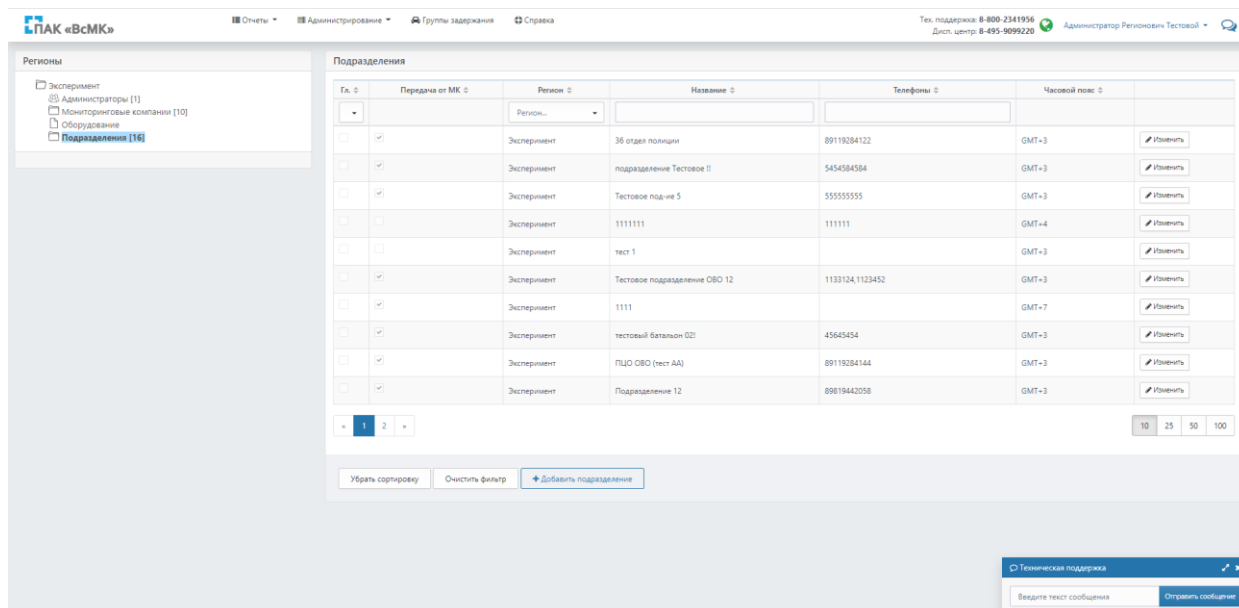 ПАК «ВсМК»
Отчеты Администрирование Группы задержания Справка
Тех. поддержка: 8-800-2341956
Дисп. центр: 8-495-9099220
Администратор Регионович Тестовой
Регионы
Эксперимент
Администраторы [1]
Мониторинговые компании [10]
Оборудование
Подразделения [16]
Подразделения
Гл. Передача от МК Регион Название Телефоны Часовой пояс
Регион...
Эксперимент 36 отдел полиции 89119284122 GMT+3 Изменить
Эксперимент подразделение Тестовое !! 5454584584 GMT+3 Изменить
Эксперимент Тестовое под-ие 5 555555555 GMT+3 Изменить
Эксперимент 1111111 111111 GMT+4 Изменить
Эксперимент тест 1 GMT+3 Изменить
Эксперимент Тестовое подразделение ОВО 12 1133124,1123452 GMT+3 Изменить
Эксперимент 1111 GMT+7 Изменить
Эксперимент тестовый батальон 02! 45645454 GMT+3 Изменить
Эксперимент ПЦО ОВО (тест АА) 89119284144 GMT+3 Изменить
Эксперимент Подразделение 12 89819442058 GMT+3 Изменить
« 1 2 » 10 25 50 100
Убрать сортировку Очистить фильтр + Добавить подразделение
Техническая поддержка
Введите текст сообщения Отправить сообщение